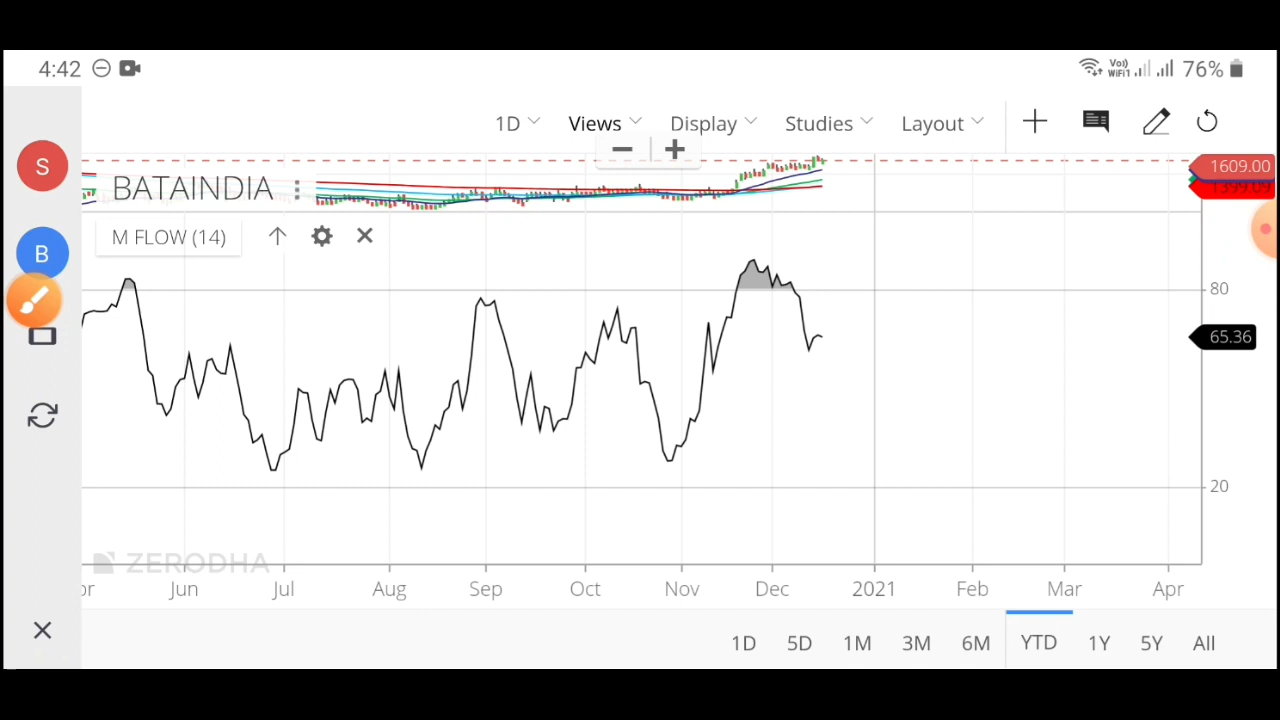 4:42 Vo) WiFi1 76%
1D Views Display Studies Layout
S
1609.00
1399.09
BATAINDIA
B
M FLOW (14)
80
65.36
20
ZERODHA
Jun Jul Aug Sep Oct Nov Dec 2021 Feb Mar Apr
1D 5D 1M 3M 6M YTD 1Y 5Y All